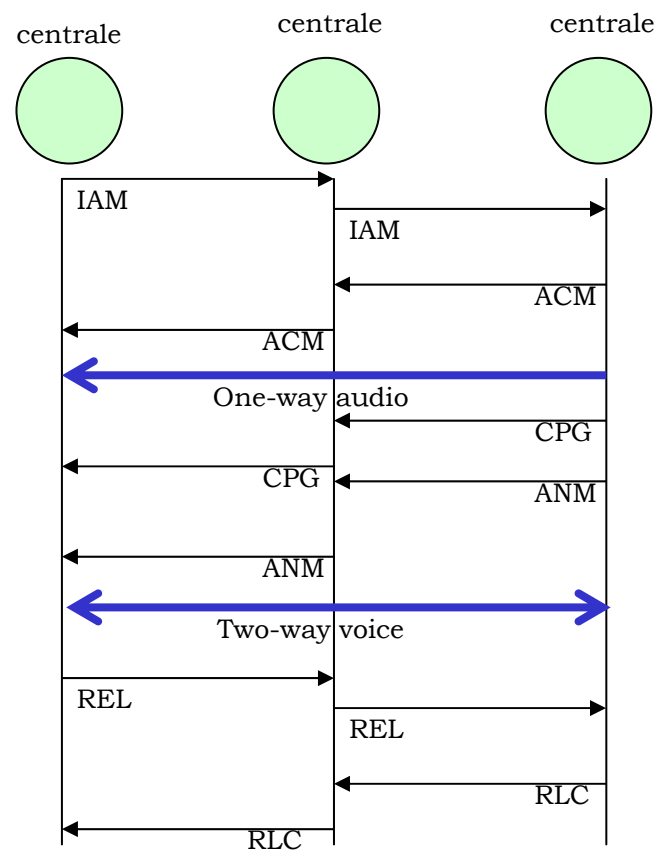 centrale
centrale
centrale
IAM
IAM
ACM
ACM
One-way audio
CPG
CPG
ANM
ANM
Two-way voice
REL
REL
RLC
RLC